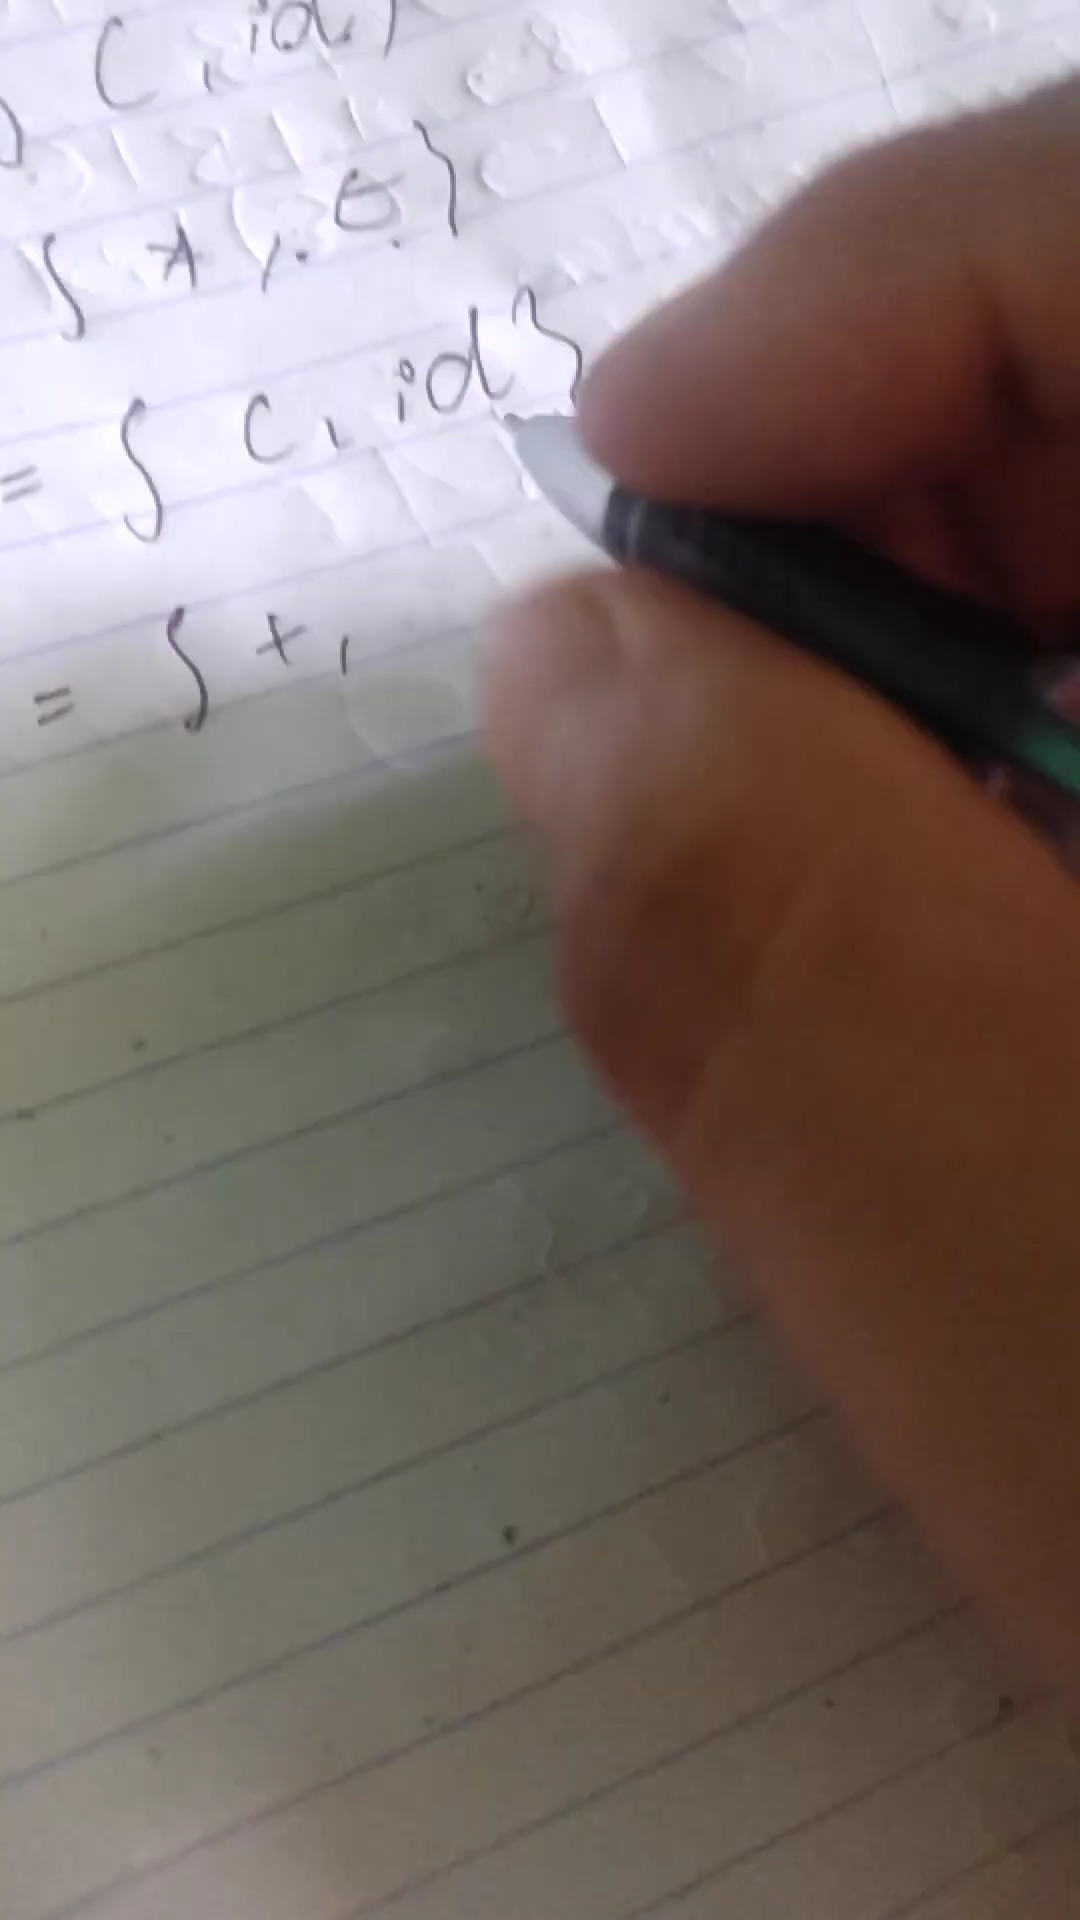 ) ( , id )
{ * , ε }
= { ( , id }
= { + ,